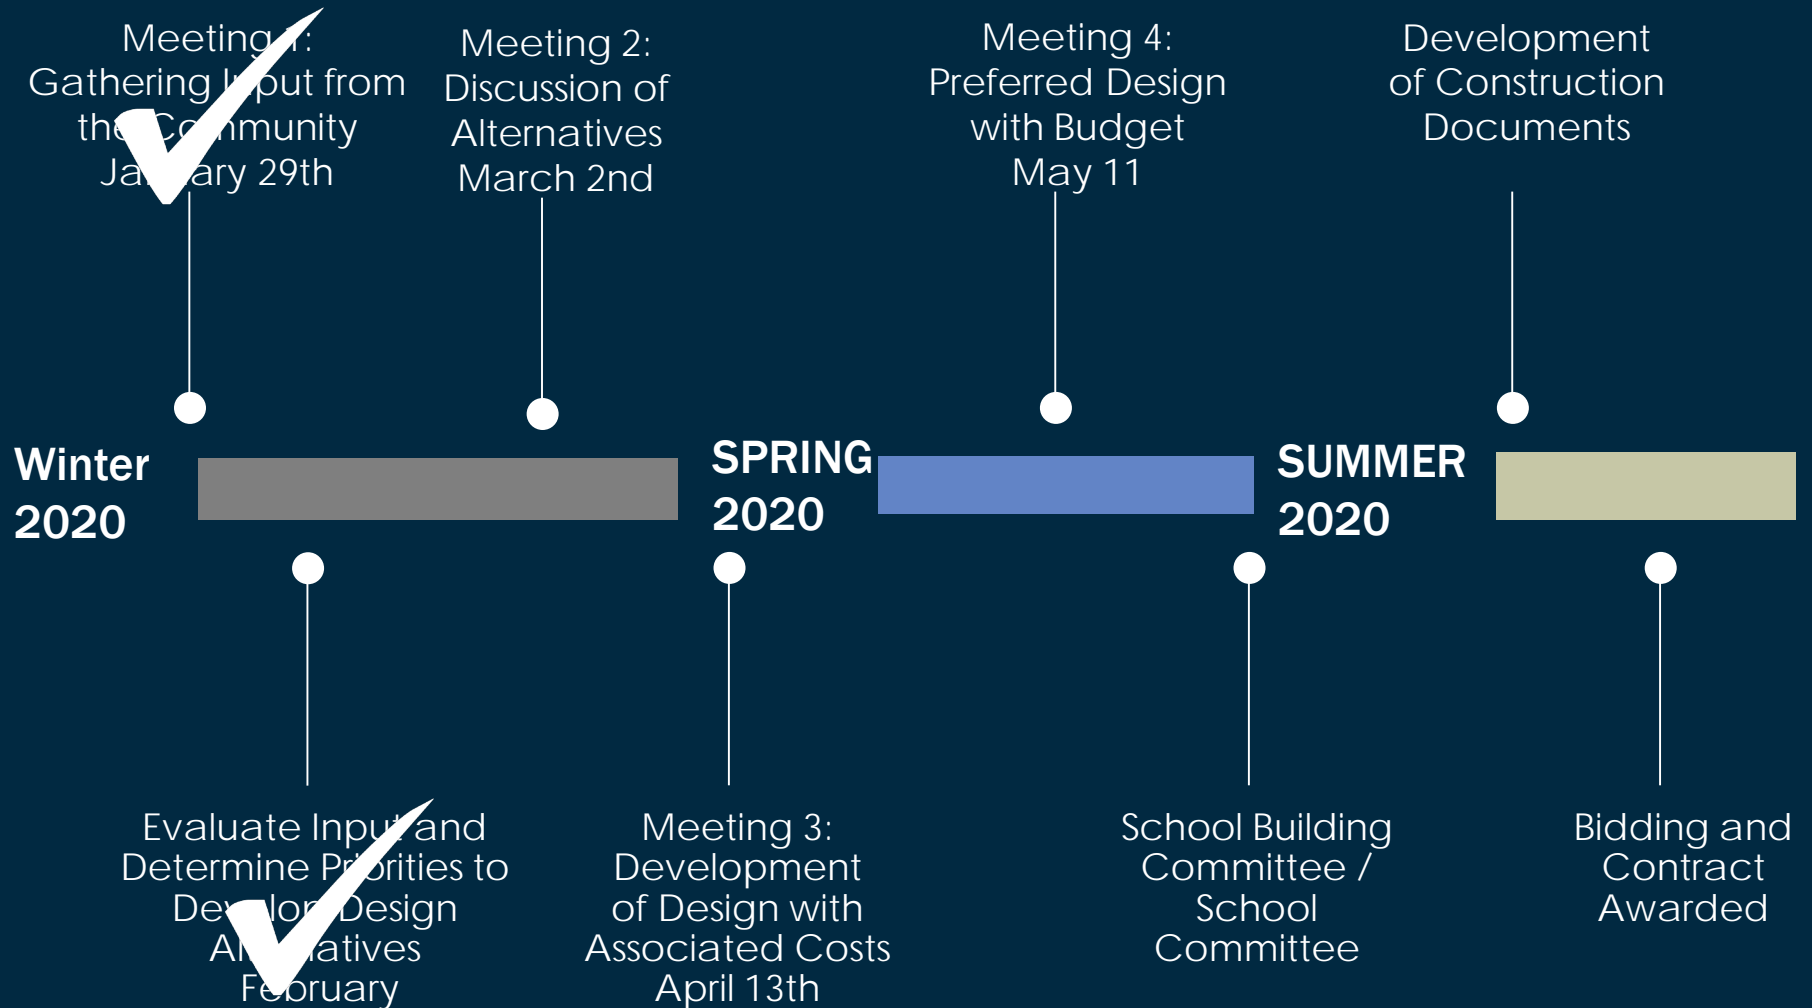 Meeting 1:
Gathering Input from
the Community
January 29th
Meeting 2:
Discussion of
Alternatives
March 2nd
Meeting 4:
Preferred Design
with Budget
May 11
Development
of Construction
Documents
Winter
2020
SPRING
2020
SUMMER
2020
Evaluate Input and
Determine Priorities to
Develop Design
Alternatives
February
Meeting 3:
Development
of Design with
Associated Costs
April 13th
School Building
Committee /
School
Committee
Bidding and
Contract
Awarded